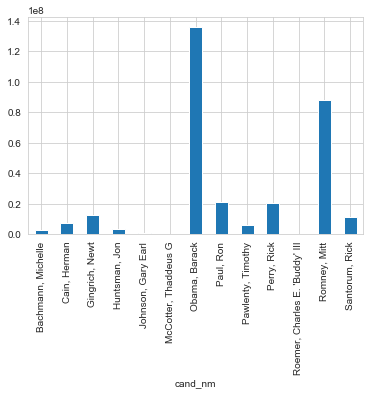 1e8
1.4
1.2
1.0
0.8
0.6
0.4
0.2
0.0
Bachmann, Michelle
Cain, Herman
Gingrich, Newt
Huntsman, Jon
Johnson, Gary Earl
McCotter, Thaddeus G
Obama, Barack
Paul, Ron
Pawlenty, Timothy
Perry, Rick
Roemer, Charles E. 'Buddy' III
Romney, Mitt
Santorum, Rick
cand_nm